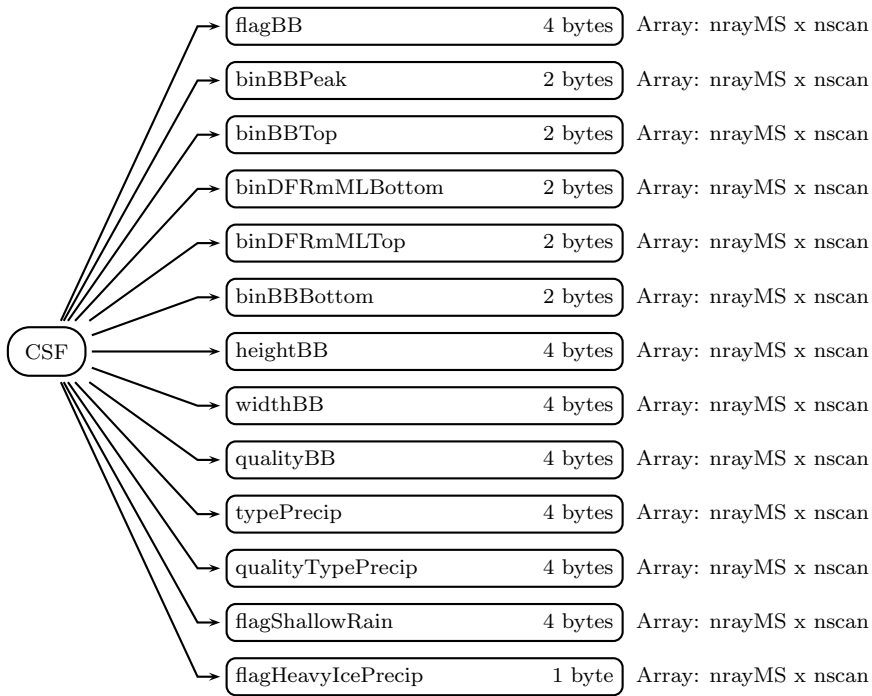 flagBB 4 bytes Array: nrayMS x nscan
binBBPeak 2 bytes Array: nrayMS x nscan
binBBTop 2 bytes Array: nrayMS x nscan
binDFRmMLBottom 2 bytes Array: nrayMS x nscan
binDFRmMLTop 2 bytes Array: nrayMS x nscan
binBBBottom 2 bytes Array: nrayMS x nscan
CSF heightBB 4 bytes Array: nrayMS x nscan
widthBB 4 bytes Array: nrayMS x nscan
qualityBB 4 bytes Array: nrayMS x nscan
typePrecip 4 bytes Array: nrayMS x nscan
qualityTypePrecip 4 bytes Array: nrayMS x nscan
flagShallowRain 4 bytes Array: nrayMS x nscan
flagHeavyIcePrecip 1 byte Array: nrayMS x nscan